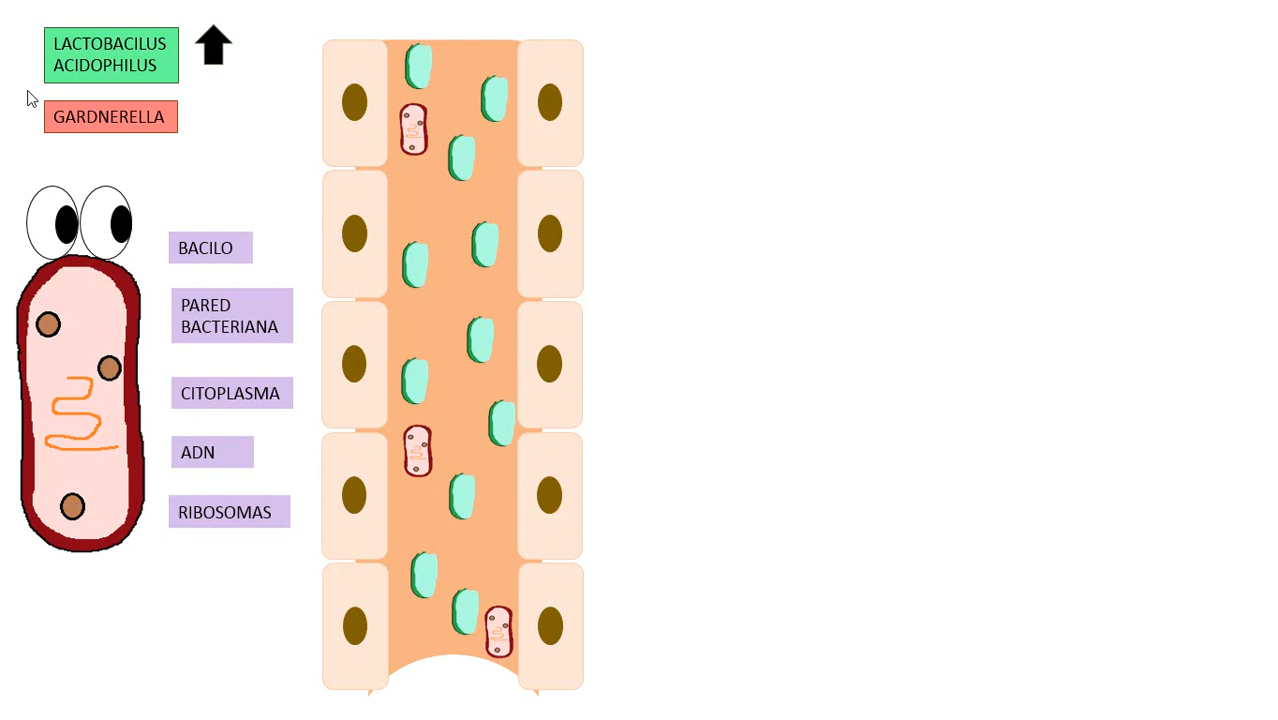 LACTOBACILUS
ACIDOPHILUS
GARDNERELLA
BACILO
PARED
BACTERIANA
CITOPLASMA
ADN
RIBOSOMAS